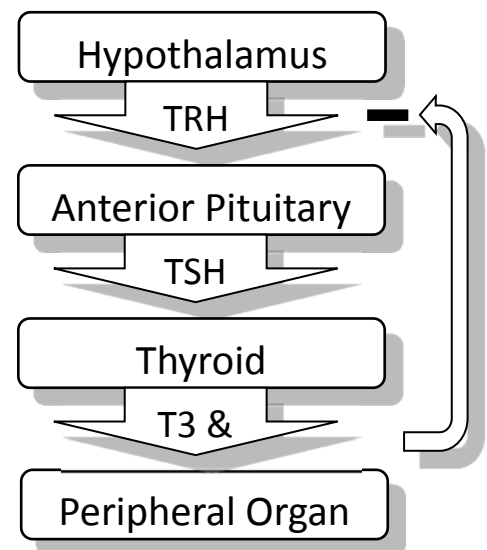 Hypothalamus
TRH
Anterior Pituitary
TSH
Thyroid
T3 &
Peripheral Organ